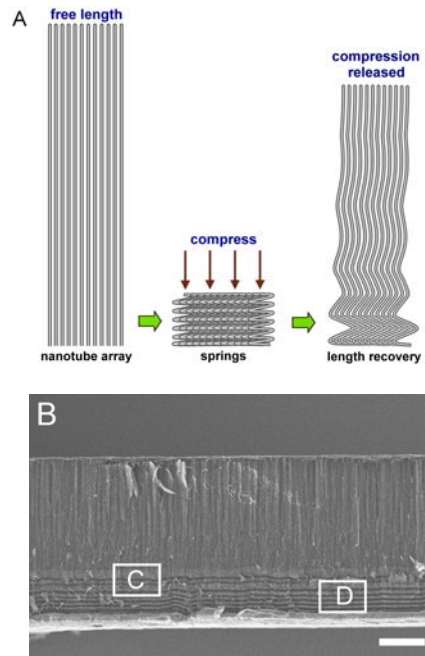 A
free length
compression
released
compress
nanotube array
springs
length recovery
B
C
D